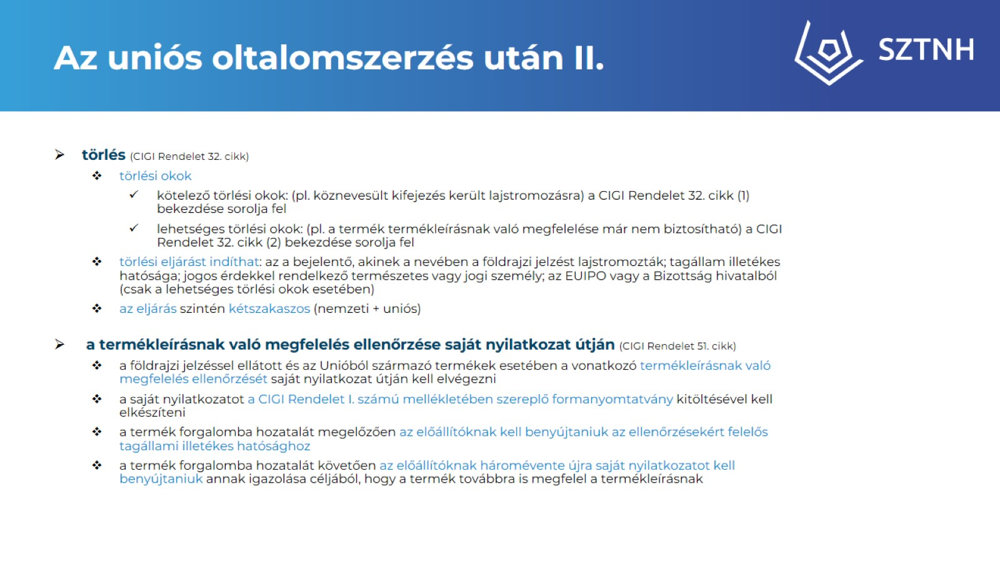 Az uniós oltalomszerzés után II.
SZTNH
törlés (CIGI Rendelet 32. cikk)
törlési okok
kötelező törlési okok: (pl. köznevesült kifejezés került lajstromozásra) a CIGI Rendelet 32. cikk (1)
bekezdése sorolja fel
lehetséges törlési okok: (pl. a termék termékleírásnak való megfelelése már nem biztosítható) a CIGI
Rendelet 32. cikk (2) bekezdése sorolja fel
törlési eljárást indíthat: az a bejelentő, akinek a nevében a földrajzi jelzést lajstromozták; tagállam illetékes
hatósága; jogos érdekkel rendelkező természetes vagy jogi személy; az EUIPO vagy a Bizottság hivatalból
(csak a lehetséges törlési okok esetében)
az eljárás szintén kétszakaszos (nemzeti + uniós)
a termékleírásnak való megfelelés ellenőrzése saját nyilatkozat útján (CIGI Rendelet 51. cikk)
a földrajzi jelzéssel ellátott és az Unióból származó termékek esetében a vonatkozó termékleírásnak való
megfelelés ellenőrzését saját nyilatkozat útján kell elvégezni
a saját nyilatkozatot a CIGI Rendelet I. számú mellékletében szereplő formanyomtatvány kitöltésével kell
elkészíteni
a termék forgalomba hozatalát megelőzően az előállítóknak kell benyújtaniuk az ellenőrzésekért felelős
tagállami illetékes hatósághoz
a termék forgalomba hozatalát követően az előállítóknak háromévente újra saját nyilatkozatot kell
benyújtaniuk annak igazolása céljából, hogy a termék továbbra is megfelel a termékleírásnak